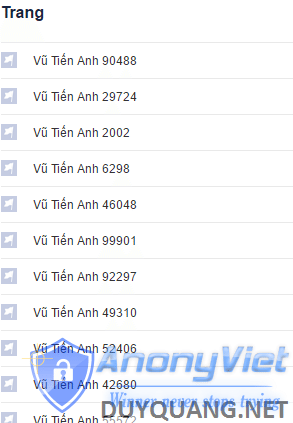 Trang
Vũ Tiến Anh 90488
Vũ Tiến Anh 29724
Vũ Tiến Anh 2002
Vũ Tiến Anh 6298
Vũ Tiến Anh 46048
Vũ Tiến Anh 99901
Vũ Tiến Anh 92297
Vũ Tiến Anh 49310
Vũ Tiến Anh 52406
AnonyViet
Vũ Tiến Anh 42680
Winner never stops trying
DUYQUANG.NET
Vũ Tiến Anh 55572